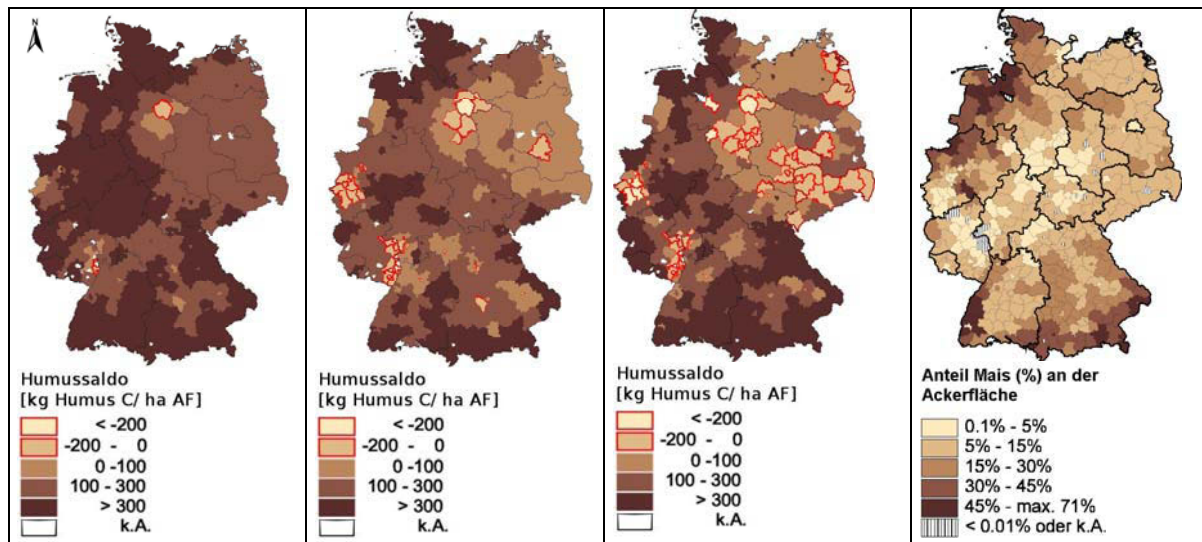 N
Humussaldo
[kg Humus C/ ha AF]
< -200
-200 - 0
0 -100
100 - 300
> 300
k.A.
Humussaldo
[kg Humus C/ ha AF]
< -200
-200 - 0
0 -100
100 - 300
> 300
k.A.
Humussaldo
[kg Humus C/ ha AF]
< -200
-200 - 0
0 -100
100 - 300
> 300
k.A.
Anteil Mais (%) an der
Ackerfläche
0.1% - 5%
5% - 15%
15% - 30%
30% - 45%
45% - max. 71%
< 0.01% oder k.A.